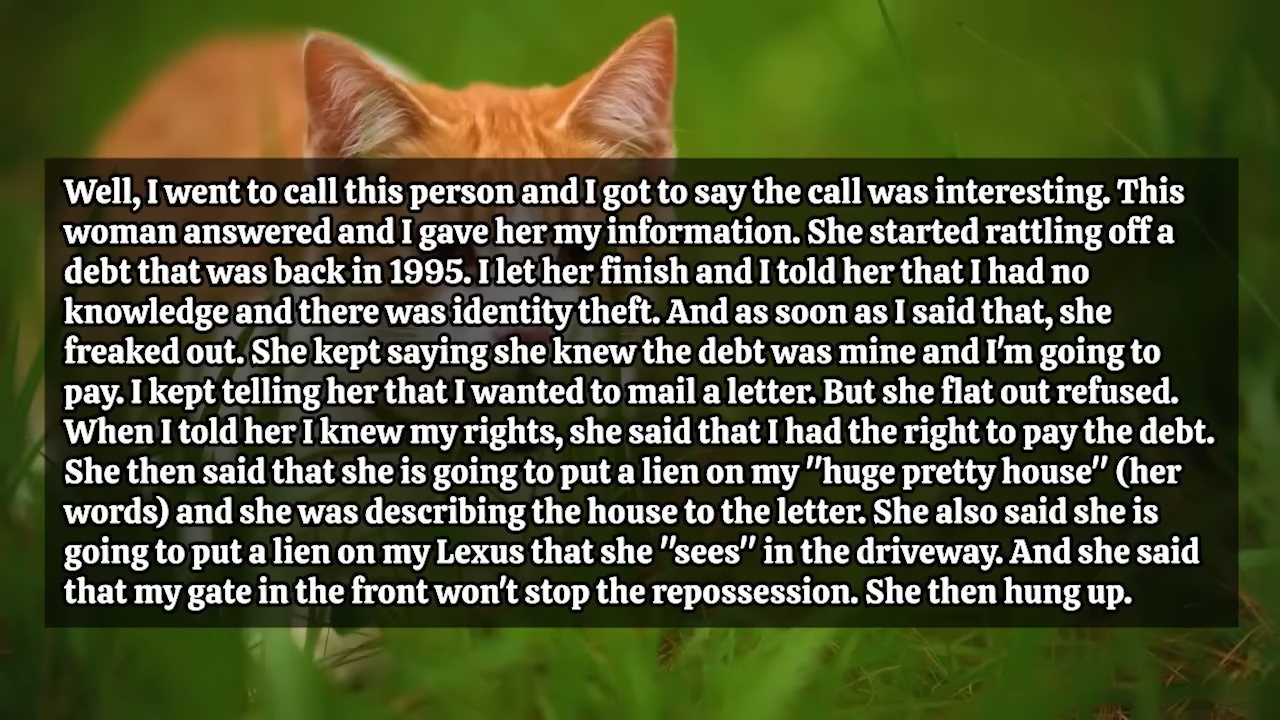 Well, I went to call this person and I got to say the call was interesting. This
woman answered and I gave her my information. She started rattling off a
debt that was back in 1995. I let her finish and I told her that I had no
knowledge and there was identity theft. And as soon as I said that, she
freaked out. She kept saying she knew the debt was mine and I'm going to
pay. I kept telling her that I wanted to mail a letter. But she flat out refused.
When I told her I knew my rights, she said that I had the right to pay the debt.
She then said that she is going to put a lien on my "huge pretty house" (her
words) and she was describing the house to the letter. She also said she is
going to put a lien on my Lexus that she "sees" in the driveway. And she said
that my gate in the front won't stop the repossession. She then hung up.